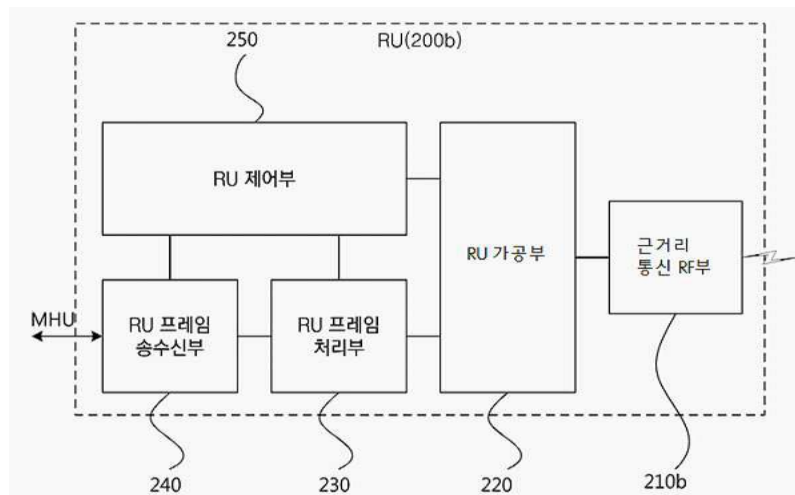 250
RU(200b)
RU 제어부
RU 가공부
근거리
통신 RF부
MHU
RU 프레임
송수신부
RU 프레임
처리부
240
230
220
210b